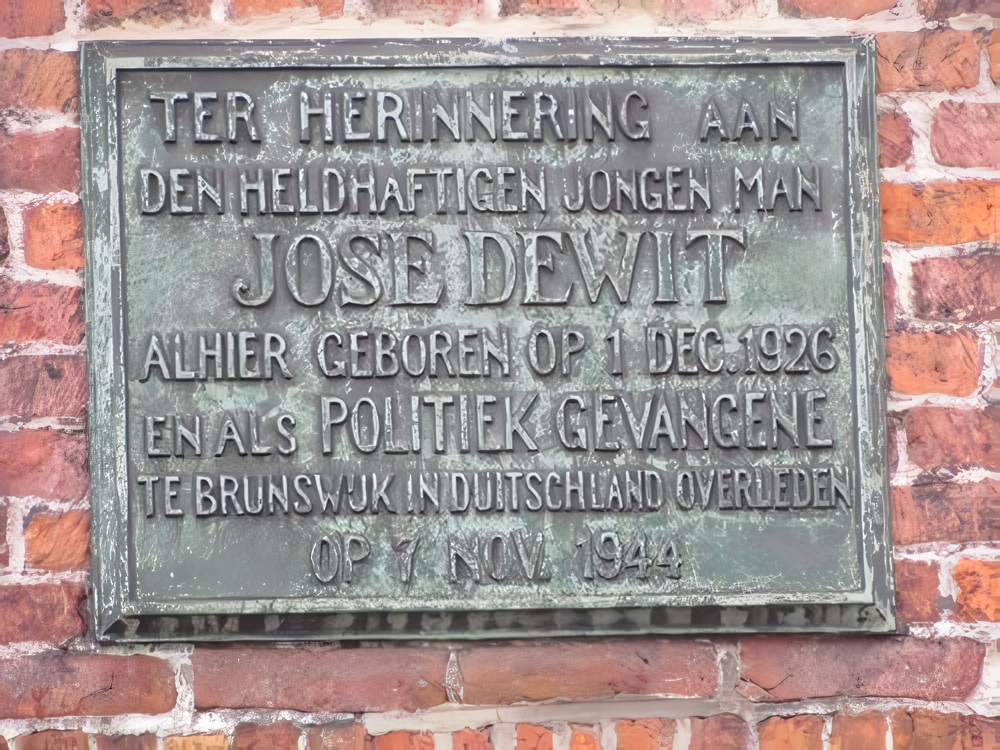 TER HERINNERING AAN
DEN HELDHAFTIGEN JONGEN MAN
JOSE DEWIT
ALHIER GEBOREN OP 1 DEC. 1926
EN ALS POLITIEK GEVANGENE
TE BRUNSWIJK IN DUITSCHLAND OVERLEDEN
OP 7 NOV. 1944